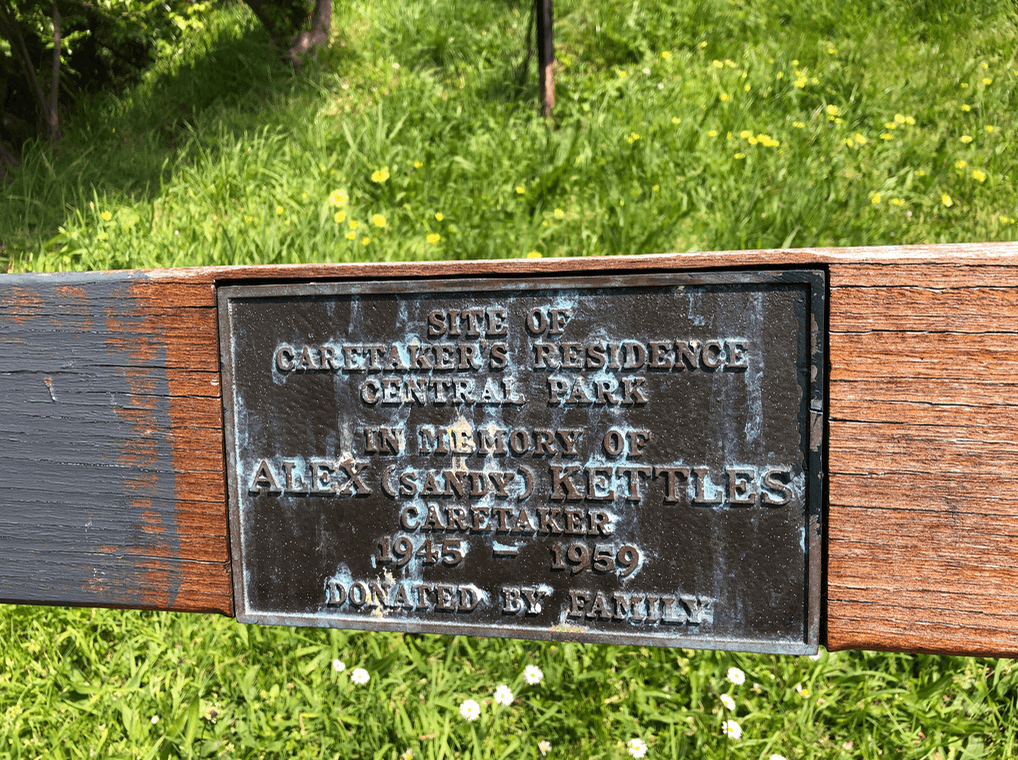 SITE OF
CARETAKER'S RESIDENCE
CENTRAL PARK
IN MEMORY OF
ALEX (SANDY) KETTLES
CARETAKER
1945 - 1959
DONATED BY FAMILY